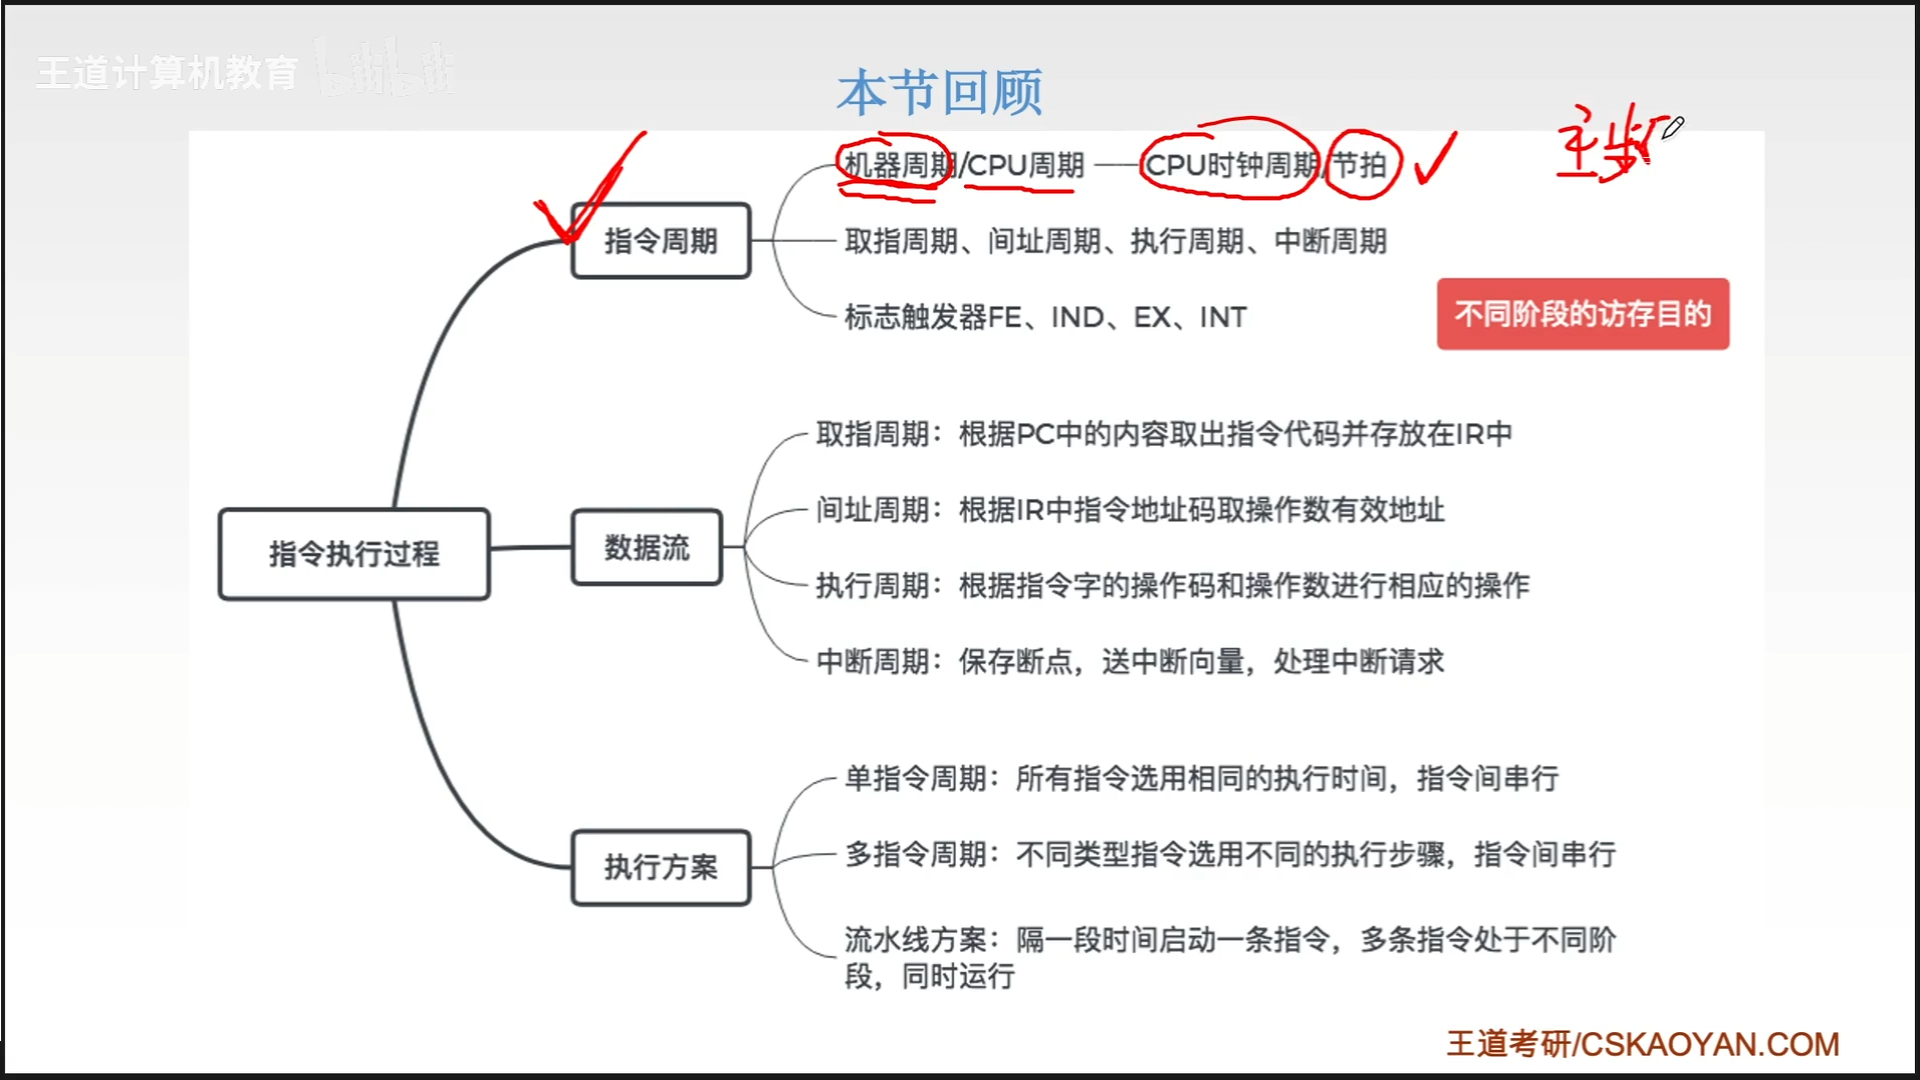 王道计算机教育 bilibili
本节回顾
主频
机器周期/CPU周期 CPU时钟周期/节拍
指令周期
取指周期、间址周期、执行周期、中断周期
标志触发器FE、IND、EX、INT
不同阶段的访存目的
取指周期：根据PC中的内容取出指令代码并存放在IR中
间址周期：根据IR中指令地址码取操作数有效地址
指令执行过程
数据流
执行周期：根据指令字的操作码和操作数进行相应的操作
中断周期：保存断点，送中断向量，处理中断请求
单指令周期：所有指令选用相同的执行时间，指令间串行
执行方案
多指令周期：不同类型指令选用不同的执行步骤，指令间串行
流水线方案：隔一段时间启动一条指令，多条指令处于不同阶
段，同时运行
王道考研/CSKAOYAN.COM